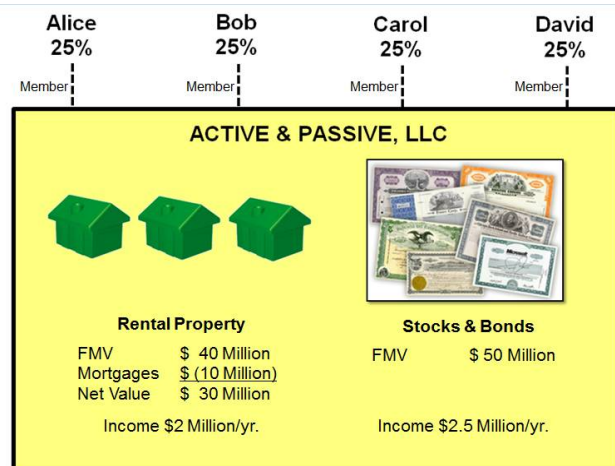 Alice Bob Carol David
25% 25% 25% 25%
Member Member Member Member
ACTIVE & PASSIVE, LLC
Rental Property
FMV $ 40 Million
Mortgages $ (10 Million)
Net Value $ 30 Million
Income $2 Million/yr.
Stocks & Bonds
FMV $ 50 Million
Income $2.5 Million/yr.